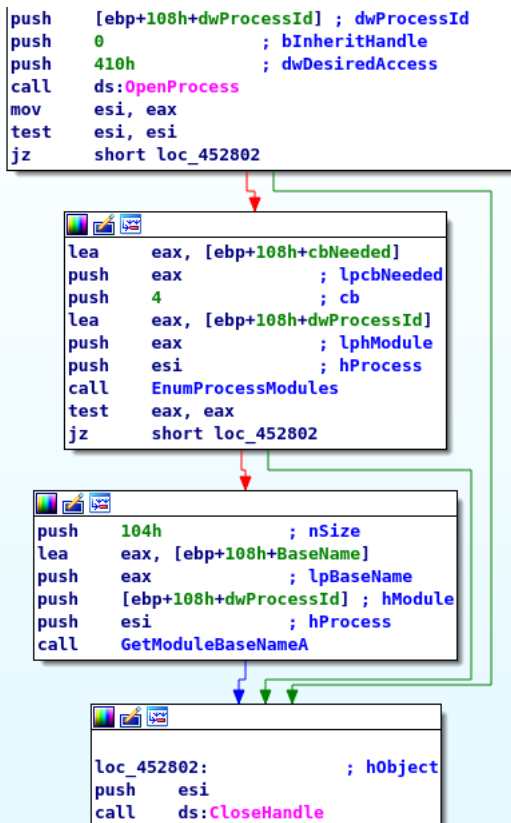 push [ebp+108h+dwProcessId] ; dwProcessId
push 0 ; bInheritHandle
push 410h ; dwDesiredAccess
call ds:OpenProcess
mov esi, eax
test esi, esi
jz short loc_452802
lea eax, [ebp+108h+cbNeeded]
push eax ; lpcbNeeded
push 4 ; cb
lea eax, [ebp+108h+dwProcessId]
push eax ; lphModule
push esi ; hProcess
call EnumProcessModules
test eax, eax
jz short loc_452802
push 104h ; nSize
lea eax, [ebp+108h+BaseName]
push eax ; lpBaseName
push [ebp+108h+dwProcessId] ; hModule
push esi ; hProcess
call GetModuleBaseNameA
loc_452802: ; hObject
push esi
call ds:CloseHandle